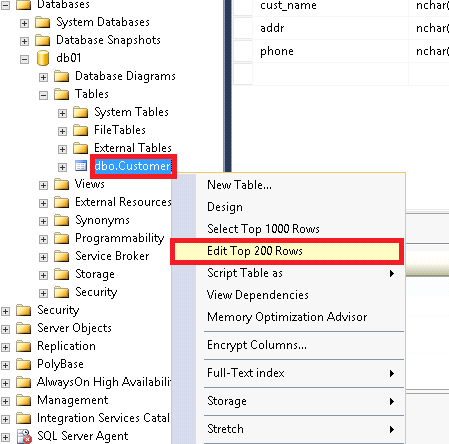 Databases
System Databases
Database Snapshots
db01
Database Diagrams
Tables
System Tables
FileTables
External Tables
dbo.Customer
Views
External Resources
Synonyms
Programmability
Service Broker
Storage
Security
Security
Server Objects
Replication
PolyBase
AlwaysOn High Availabili
Management
Integration Services Catal
SQL Server Agent
cust_name nchar(
addr nchar(
phone nchar(
New Table...
Design
Select Top 1000 Rows
Edit Top 200 Rows
Script Table as
View Dependencies
Memory Optimization Advisor
Encrypt Columns...
Full-Text index
Storage
Stretch